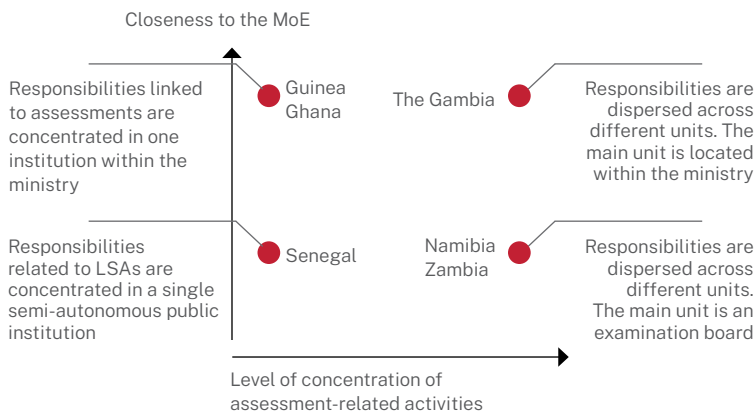 Closeness to the MoE
Responsibilities linked
to assessments are
concentrated in one
institution within the
ministry
Guinea
Ghana
The Gambia
Responsibilities are
dispersed across
different units. The
main unit is located
within the ministry
Responsibilities
related to LSAs are
concentrated in a single
semi-autonomous public
institution
Senegal
Namibia
Zambia
Responsibilities are
dispersed across
different units.
The main unit is an
examination board
Level of concentration of
assessment-related activities